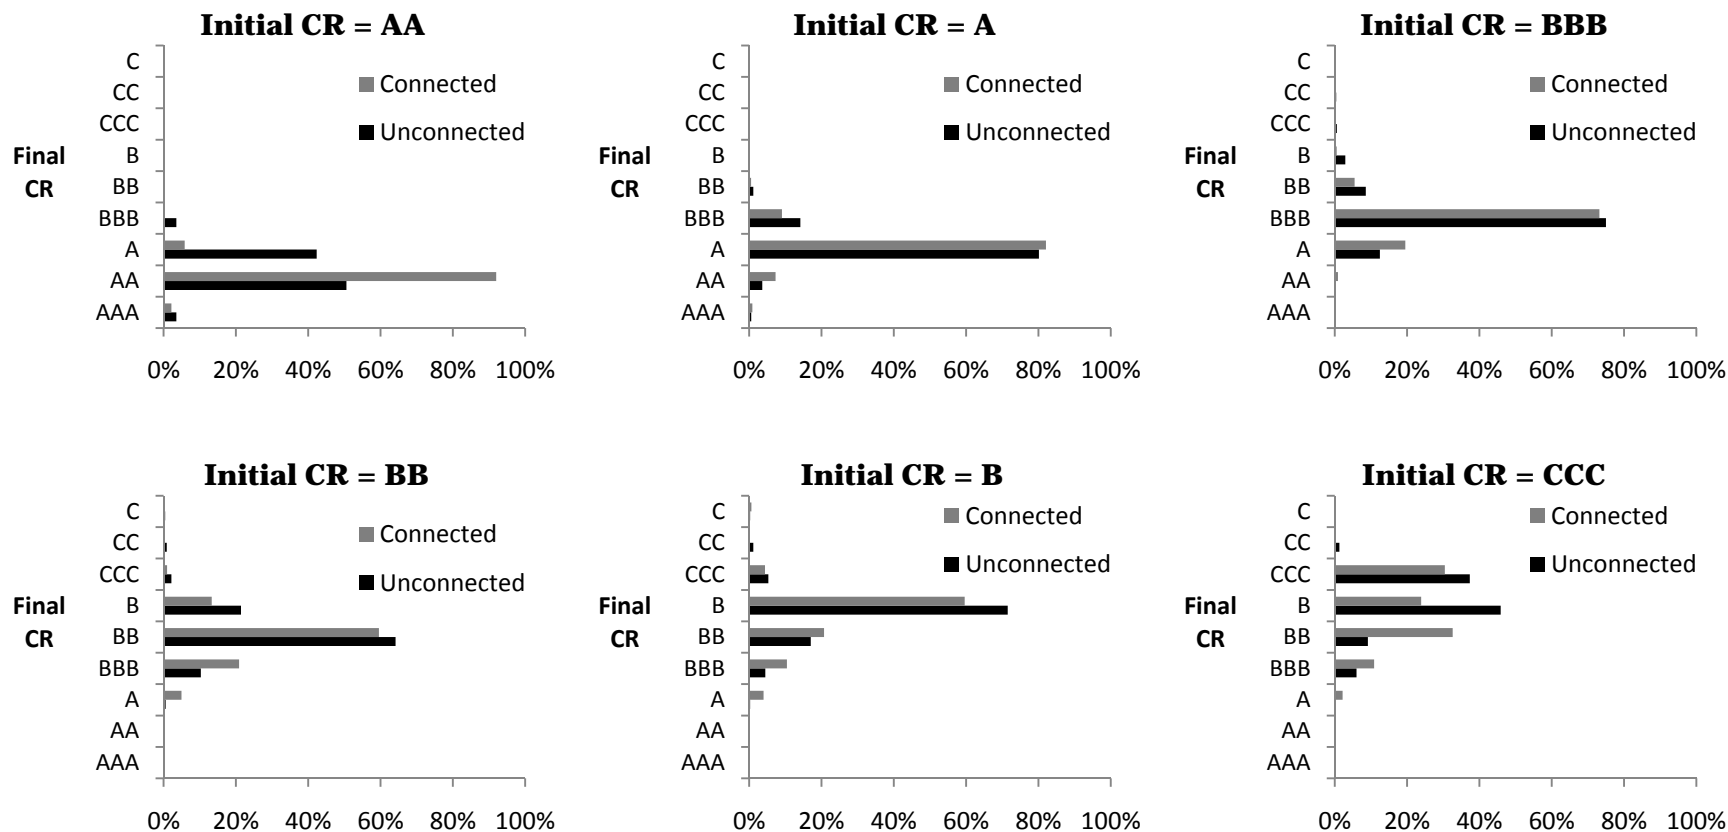 Initial CR = AA
C
CC
CCC
B
BB
BBB
A
AA
AAA
Final
CR
Connected
Unconnected
0% 20% 40% 60% 80% 100%
Initial CR = A
C
CC
CCC
B
BB
BBB
A
AA
AAA
Final
CR
Connected
Unconnected
0% 20% 40% 60% 80% 100%
Initial CR = BBB
C
CC
CCC
B
BB
BBB
A
AA
AAA
Final
CR
Connected
Unconnected
0% 20% 40% 60% 80% 100%
Initial CR = BB
C
CC
CCC
B
BB
BBB
A
AA
AAA
Final
CR
Connected
Unconnected
0% 20% 40% 60% 80% 100%
Initial CR = B
C
CC
CCC
B
BB
BBB
A
AA
AAA
Final
CR
Connected
Unconnected
0% 20% 40% 60% 80% 100%
Initial CR = CCC
C
CC
CCC
B
BB
BBB
A
AA
AAA
Final
CR
Connected
Unconnected
0% 20% 40% 60% 80% 100%